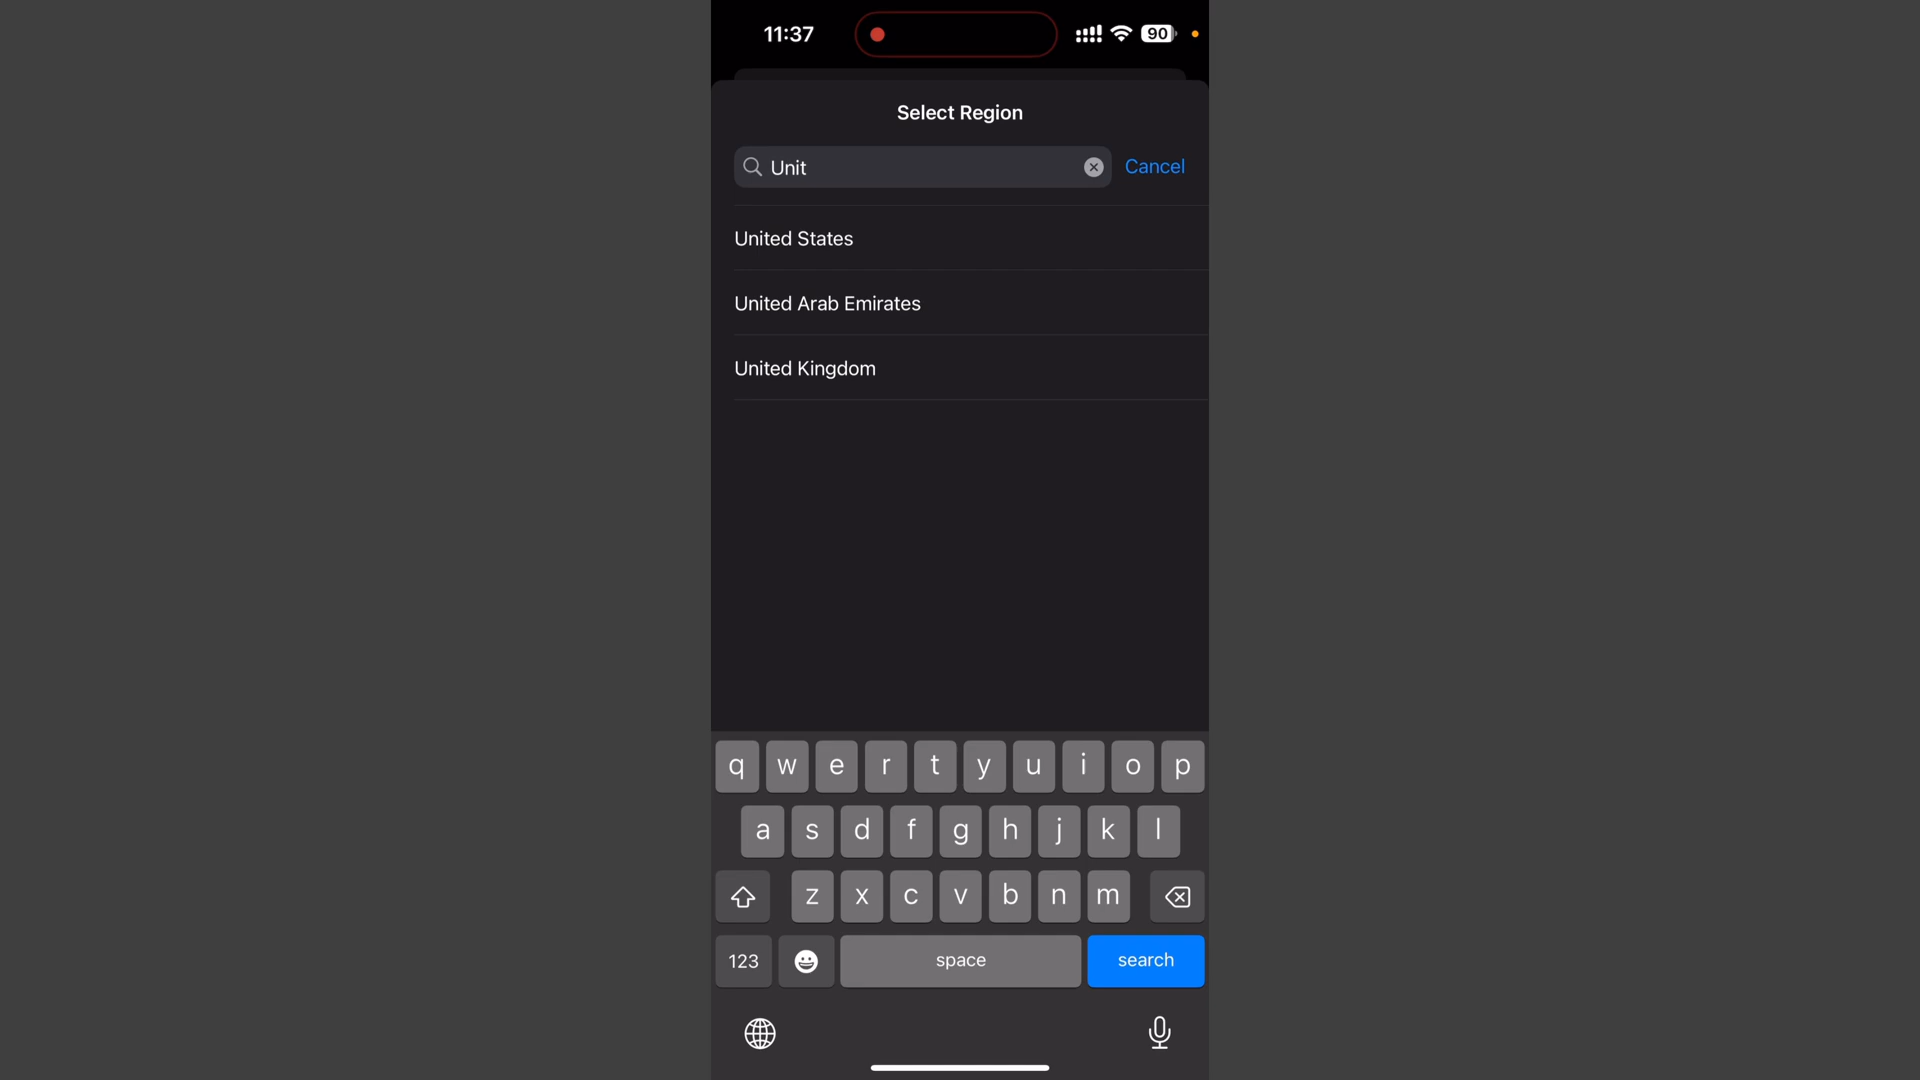 11:37
90
Select Region
Unit
Cancel
United States
United Arab Emirates
United Kingdom
q w e r t y u i o p
a s d f g h j k l
z x c v b n m
123
space
search